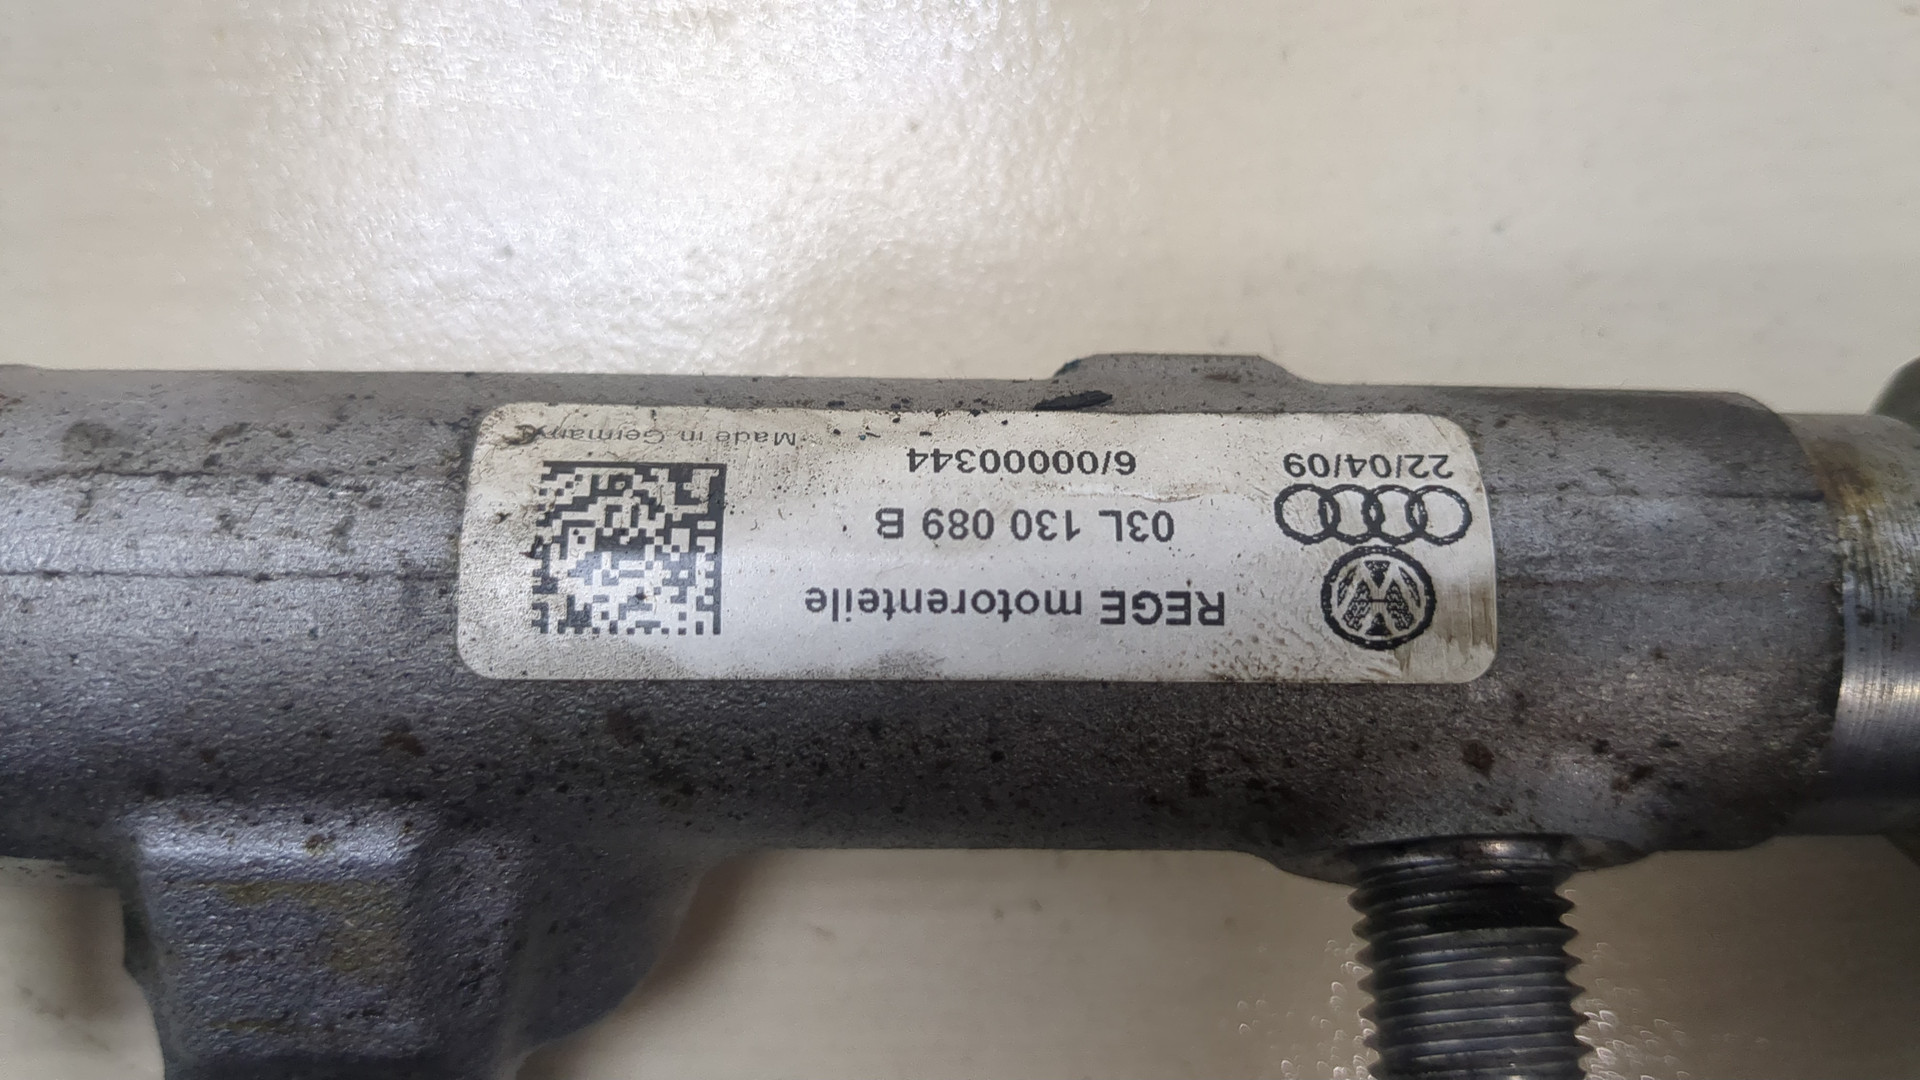 REGE motorenteile
03L 130 089 B
22/04/09
6/00000344
Made in Germany